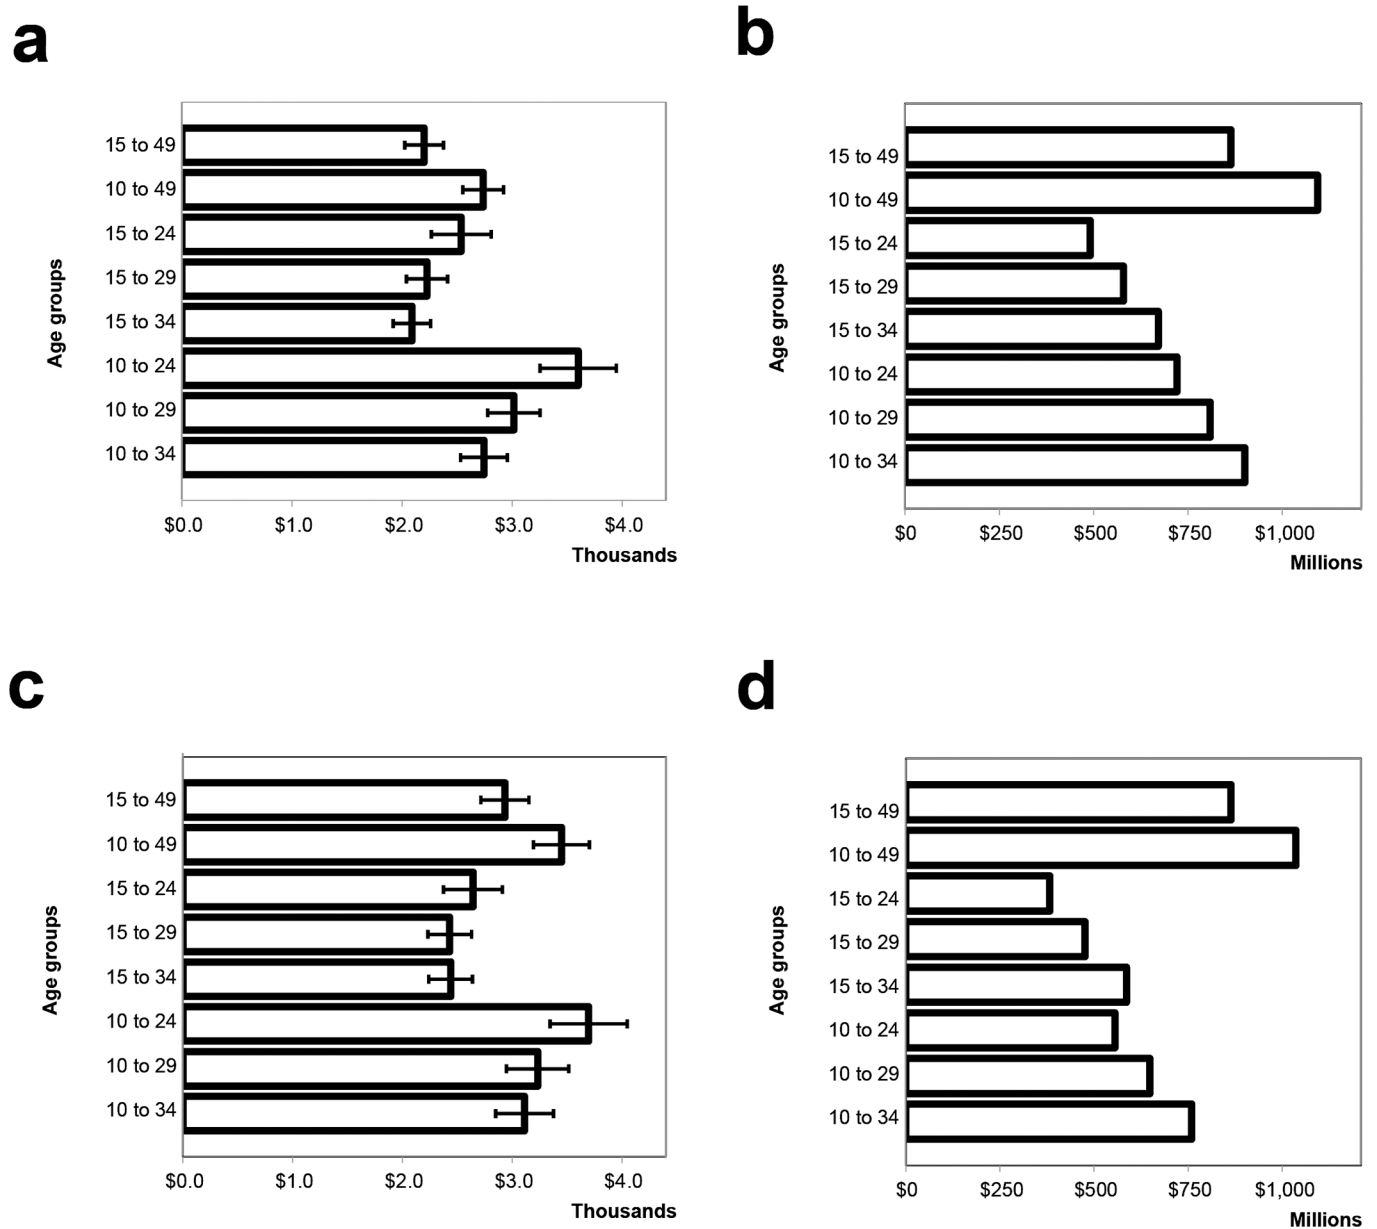 a
15 to 49
10 to 49
15 to 24
15 to 29
15 to 34
10 to 24
10 to 29
10 to 34
Age groups
$0.0 $1.0 $2.0 $3.0 $4.0
Thousands
b
15 to 49
10 to 49
15 to 24
15 to 29
15 to 34
10 to 24
10 to 29
10 to 34
Age groups
$0 $250 $500 $750 $1,000
Millions
c
15 to 49
10 to 49
15 to 24
15 to 29
15 to 34
10 to 24
10 to 29
10 to 34
Age groups
$0.0 $1.0 $2.0 $3.0 $4.0
Thousands
d
15 to 49
10 to 49
15 to 24
15 to 29
15 to 34
10 to 24
10 to 29
10 to 34
Age groups
$0 $250 $500 $750 $1,000
Millions